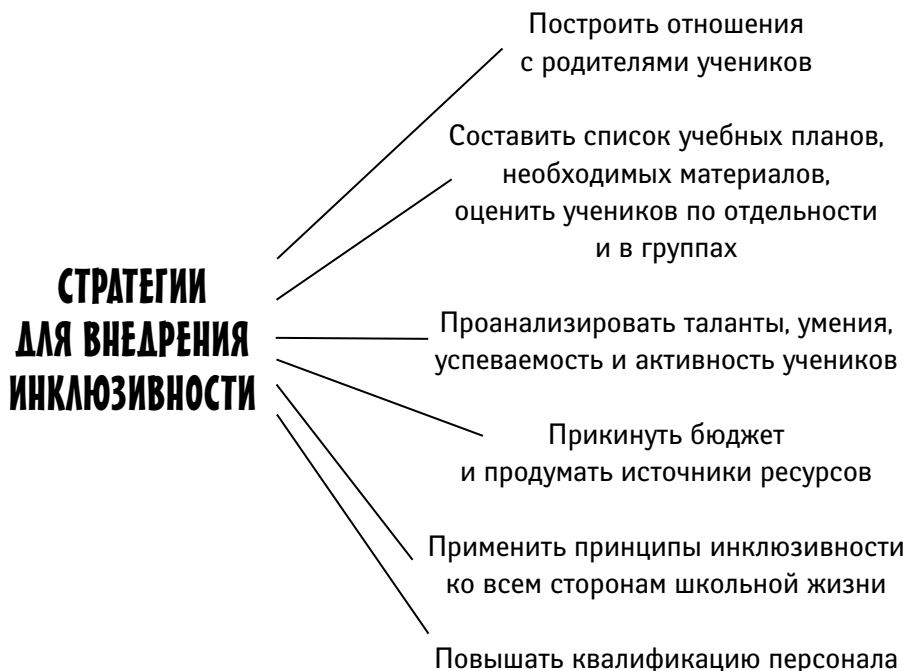 Построить отношения
с родителями учеников
Составить список учебных планов,
необходимых материалов,
оценить учеников по отдельности
и в группах
СТРАТЕГИИ
ДЛЯ ВНЕДРЕНИЯ
ИНКЛЮЗИВНОСТИ
Проанализировать таланты, умения,
успеваемость и активность учеников
Прикинуть бюджет
и продумать источники ресурсов
Применить принципы инклюзивности
ко всем сторонам школьной жизни
Повышать квалификацию персонала